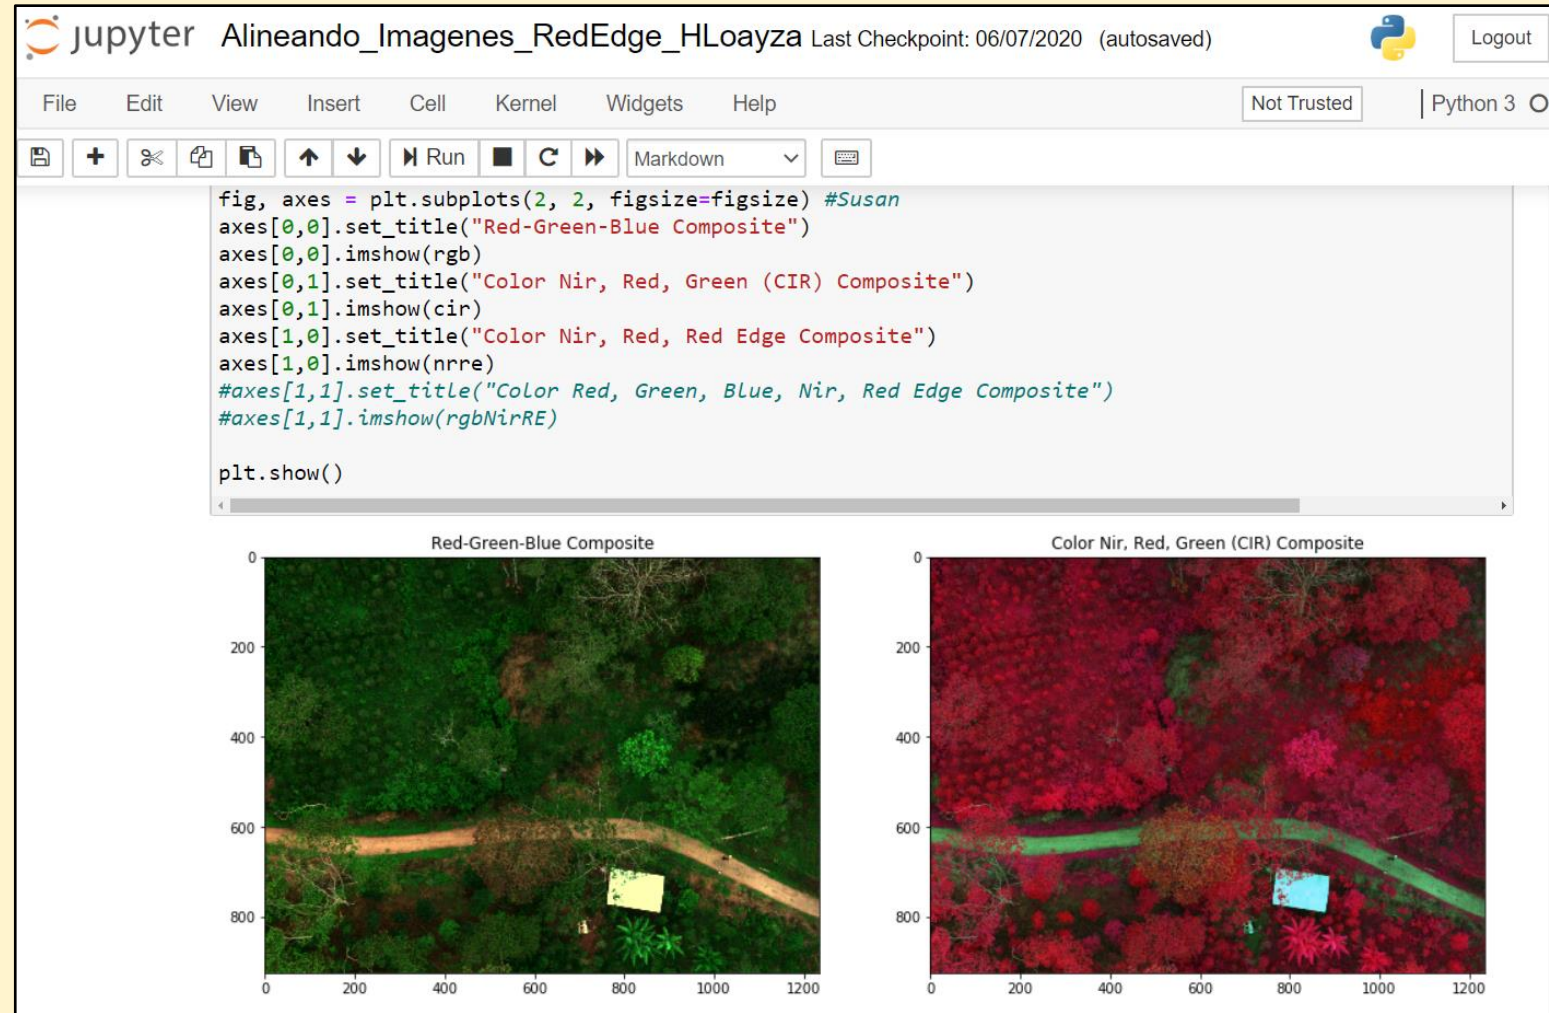 jupyter Alineando_Imagenes_RedEdge_HLoayza Last Checkpoint: 06/07/2020 (autosaved) Logout
File Edit View Insert Cell Kernel Widgets Help Not Trusted Python 3
Run Markdown
fig, axes = plt.subplots(2, 2, figsize=figsize) #Susan
axes[0,0].set_title("Red-Green-Blue Composite")
axes[0,0].imshow(rgb)
axes[0,1].set_title("Color Nir, Red, Green (CIR) Composite")
axes[0,1].imshow(cir)
axes[1,0].set_title("Color Nir, Red, Red Edge Composite")
axes[1,0].imshow(nrre)
#axes[1,1].set_title("Color Red, Green, Blue, Nir, Red Edge Composite")
#axes[1,1].imshow(rgbNirRE)
plt.show()
Red-Green-Blue Composite
0
200
400
600
800
0 200 400 600 800 1000 1200
Color Nir, Red, Green (CIR) Composite
0
200
400
600
800
0 200 400 600 800 1000 1200